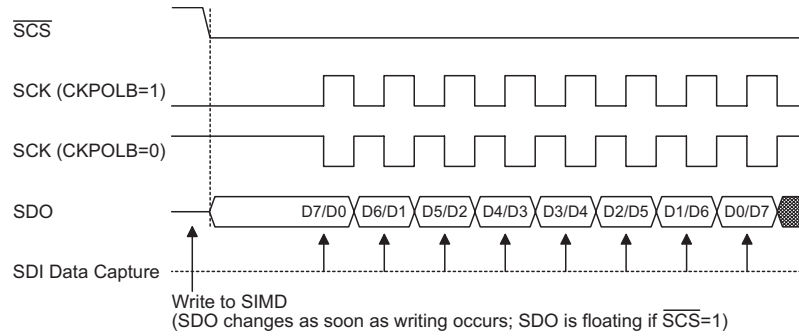 SCS
SCK (CKPOLB=1)
SCK (CKPOLB=0)
SDO D7/D0 D6/D1 D5/D2 D4/D3 D3/D4 D2/D5 D1/D6 D0/D7
SDI Data Capture
Write to SIMD
(SDO changes as soon as writing occurs; SDO is floating if SCS=1)